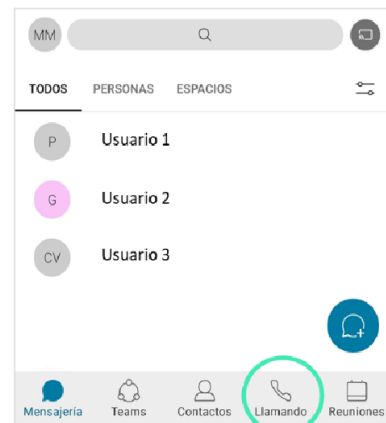 MM
TODOS PERSONAS ESPACIOS
P Usuario 1
G Usuario 2
CV Usuario 3
Mensajería Teams Contactos Llamando Reuniones